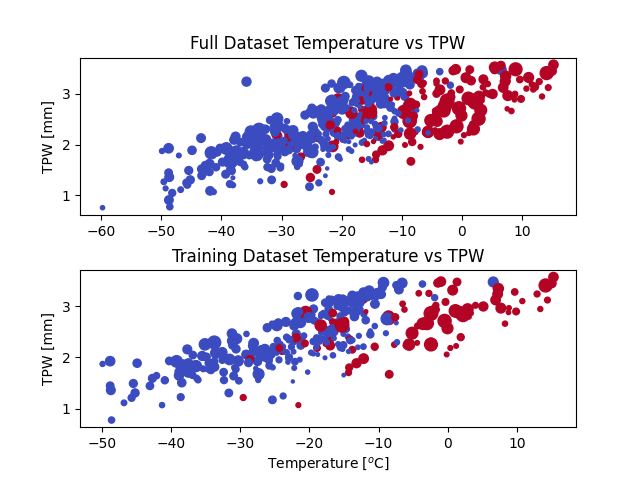 Full Dataset Temperature vs TPW
TPW [mm]
3
2
1
−60 −50 −40 −30 −20 −10 0 10
Training Dataset Temperature vs TPW
TPW [mm]
3
2
1
−50 −40 −30 −20 −10 0 10
Temperature [°C]